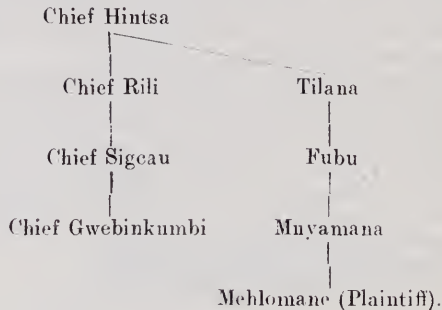 Chief Hintsa
Chief Rili Tilana
Chief Sigcau Fubu
Chief Gwebinkumbi Mnyamana
Mehlomane (Plaintiff).